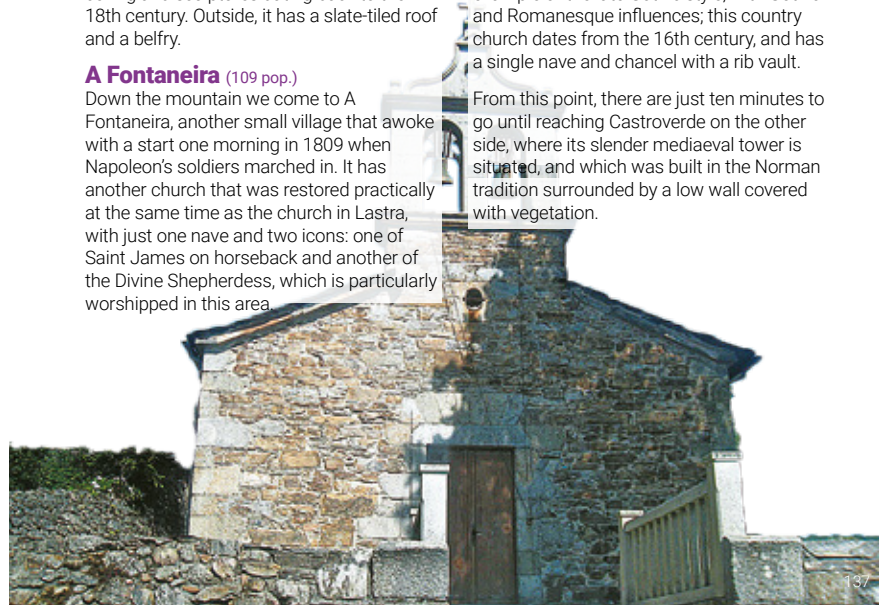 18th century. Outside, it has a slate-tiled roof
and a belfry.
A Fontaneira (109 pop.)
Down the mountain we come to A
Fontaneira, another small village that awoke
with a start one morning in 1809 when
Napoleon's soldiers marched in. It has
another church that was restored practically
at the same time as the church in Lastra,
with just one nave and two icons: one of
Saint James on horseback and another of
the Divine Shepherdess, which is particularly
worshipped in this area.
and Romanesque influences; this country
church dates from the 16th century, and has
a single nave and chancel with a rib vault.
From this point, there are just ten minutes to
go until reaching Castroverde on the other
side, where its slender mediaeval tower is
situated, and which was built in the Norman
tradition surrounded by a low wall covered
with vegetation.
137